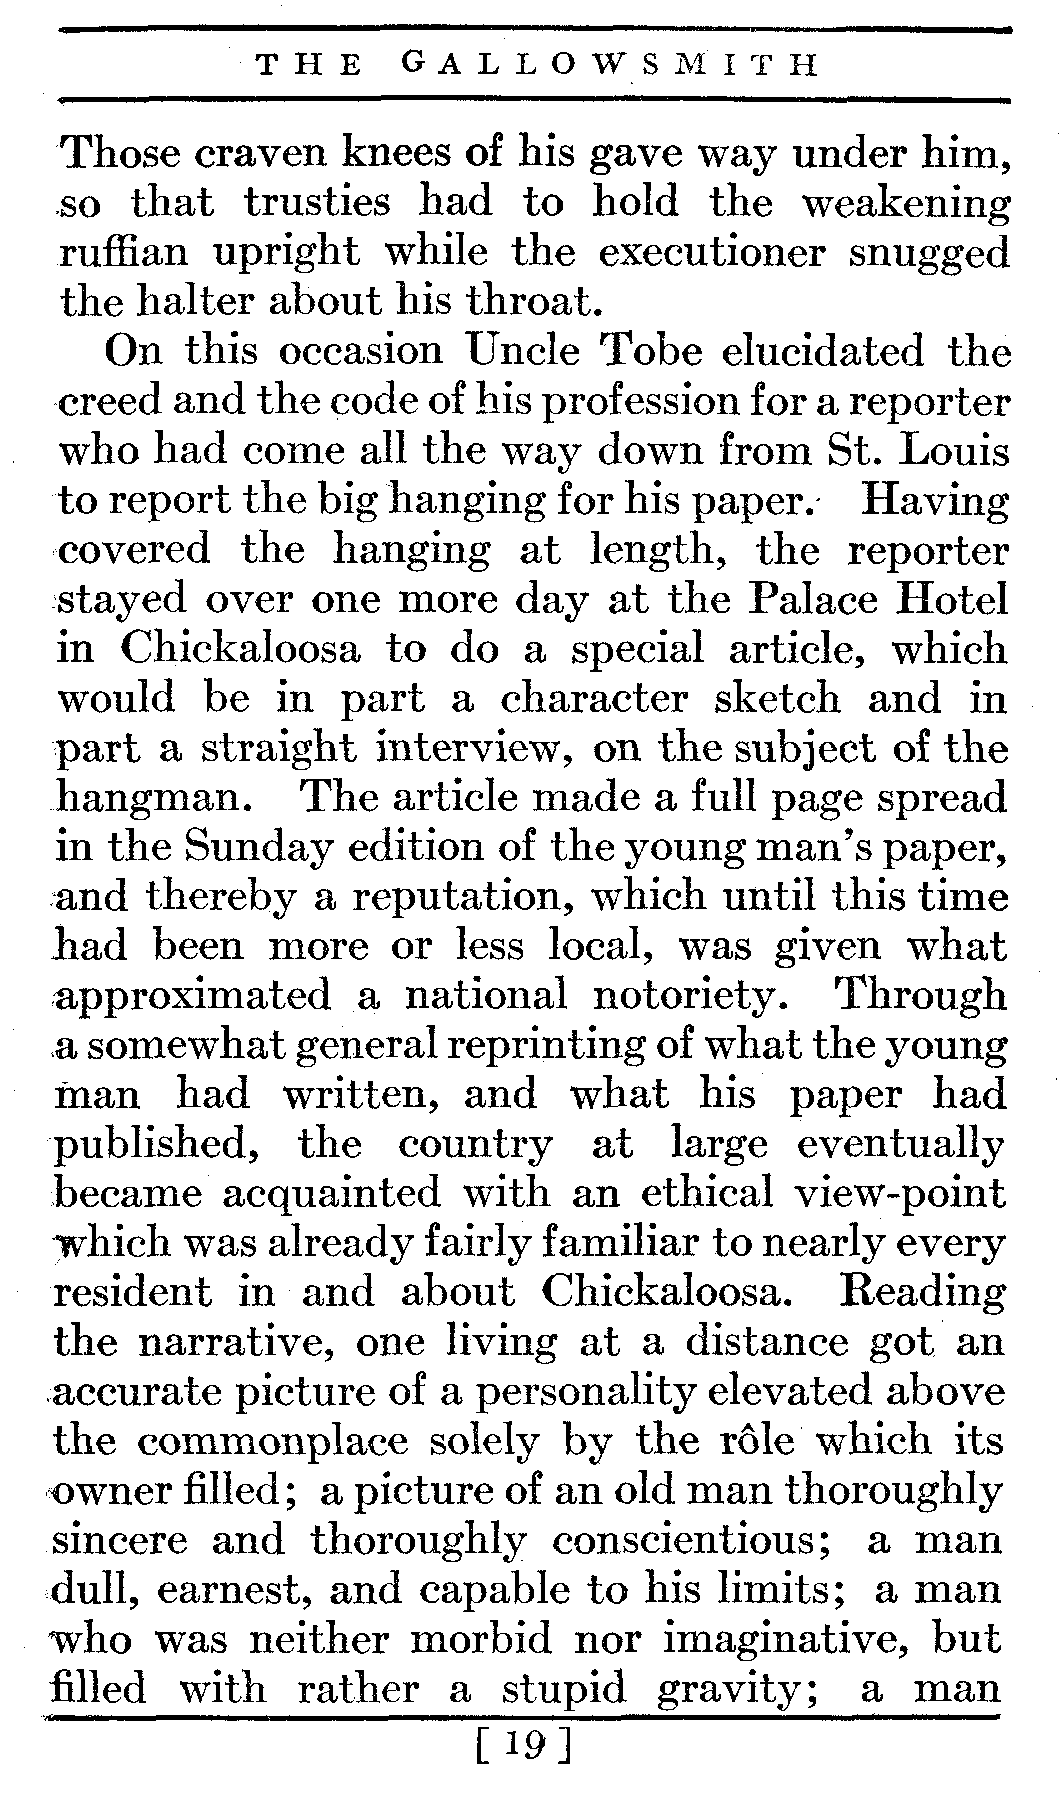 THE GALLOWSMITH
Those craven knees of his gave way under him,
so that trusties had to hold the weakening
ruffian upright while the executioner snugged
the halter about his throat.
On this occasion Uncle Tobe elucidated the
creed and the code of his profession for a reporter
who had come all the way down from St. Louis
to report the big hanging for his paper. Having
covered the hanging at length, the reporter
stayed over one more day at the Palace Hotel
in Chickaloosa to do a special article, which
would be in part a character sketch and in
part a straight interview, on the subject of the
hangman. The article made a full page spread
in the Sunday edition of the young man's paper,
and thereby a reputation, which until this time
had been more or less local, was given what
approximated a national notoriety. Through
a somewhat general reprinting of what the young
man had written, and what his paper had
published, the country at large eventually
became acquainted with an ethical view-point
which was already fairly familiar to nearly every
resident in and about Chickaloosa. Reading
the narrative, one living at a distance got an
accurate picture of a personality elevated above
the commonplace solely by the rôle which its
owner filled; a picture of an old man thoroughly
sincere and thoroughly conscientious; a man
dull, earnest, and capable to his limits; a man
who was neither morbid nor imaginative, but
filled with rather a stupid gravity; a man
[19]